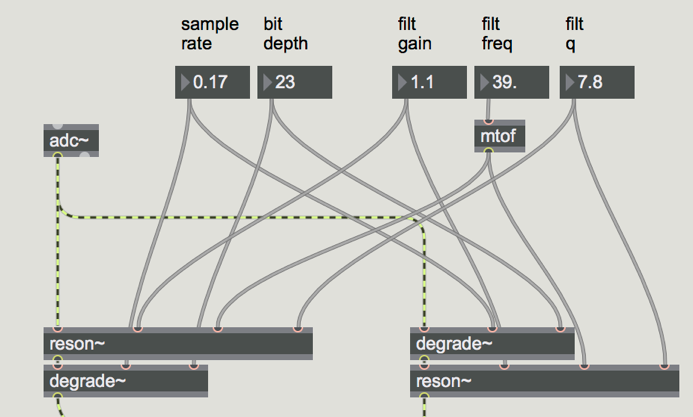 sample rate
bit depth
filt gain
filt freq
filt q
0.17
23
1.1
39.
7.8
adc~
mtof
reson~
degrade~
degrade~
reson~